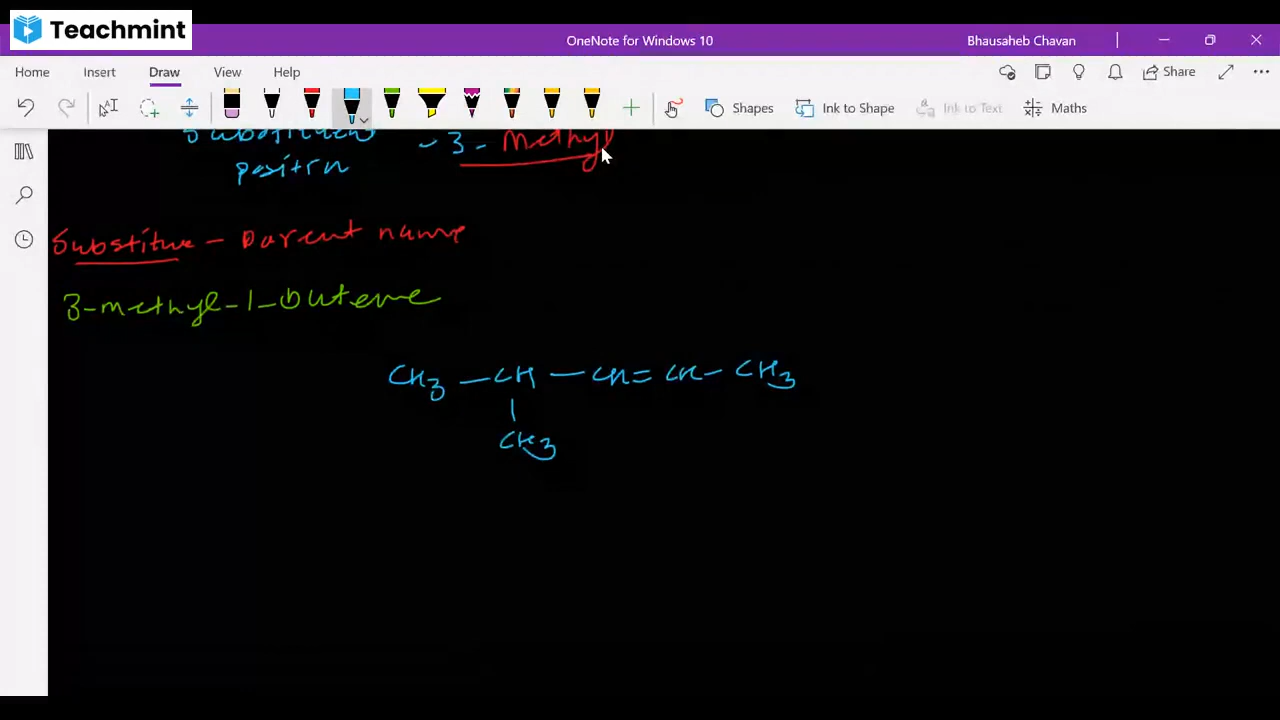 Teachmint
OneNote for Windows 10
Bhausaheb Chavan
Home Insert Draw View Help
Share
Shapes Ink to Shape Ink to Text Maths
Substituent - 3 - Methyl
position
Substitue - Parent name
3-methyl-1-butene
CH3 - CH - CH = CH - CH3
|
CH3